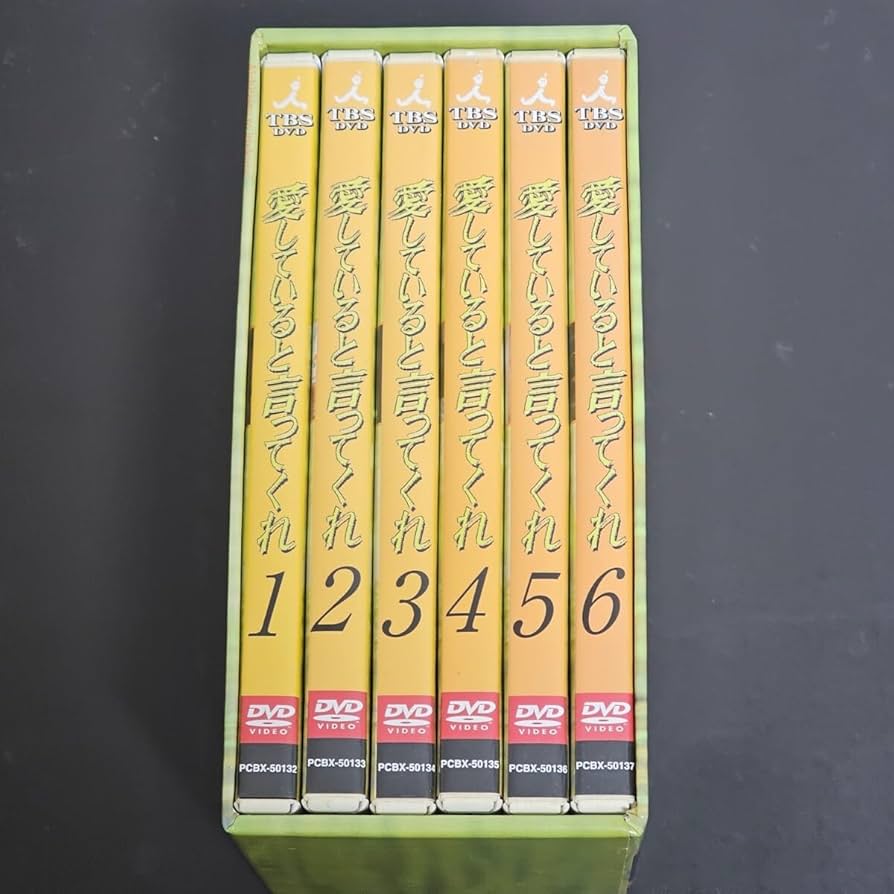 TBS
DVD
愛していると言ってくれ
1
DVD
VIDEO
PCBX-50132
TBS
DVD
愛していると言ってくれ
2
DVD
VIDEO
PCBX-50133
TBS
DVD
愛していると言ってくれ
3
DVD
VIDEO
PCBX-50134
TBS
DVD
愛していると言ってくれ
4
DVD
VIDEO
PCBX-50135
TBS
DVD
愛していると言ってくれ
5
DVD
VIDEO
PCBX-50136
TBS
DVD
愛していると言ってくれ
6
DVD
VIDEO
PCBX-50137